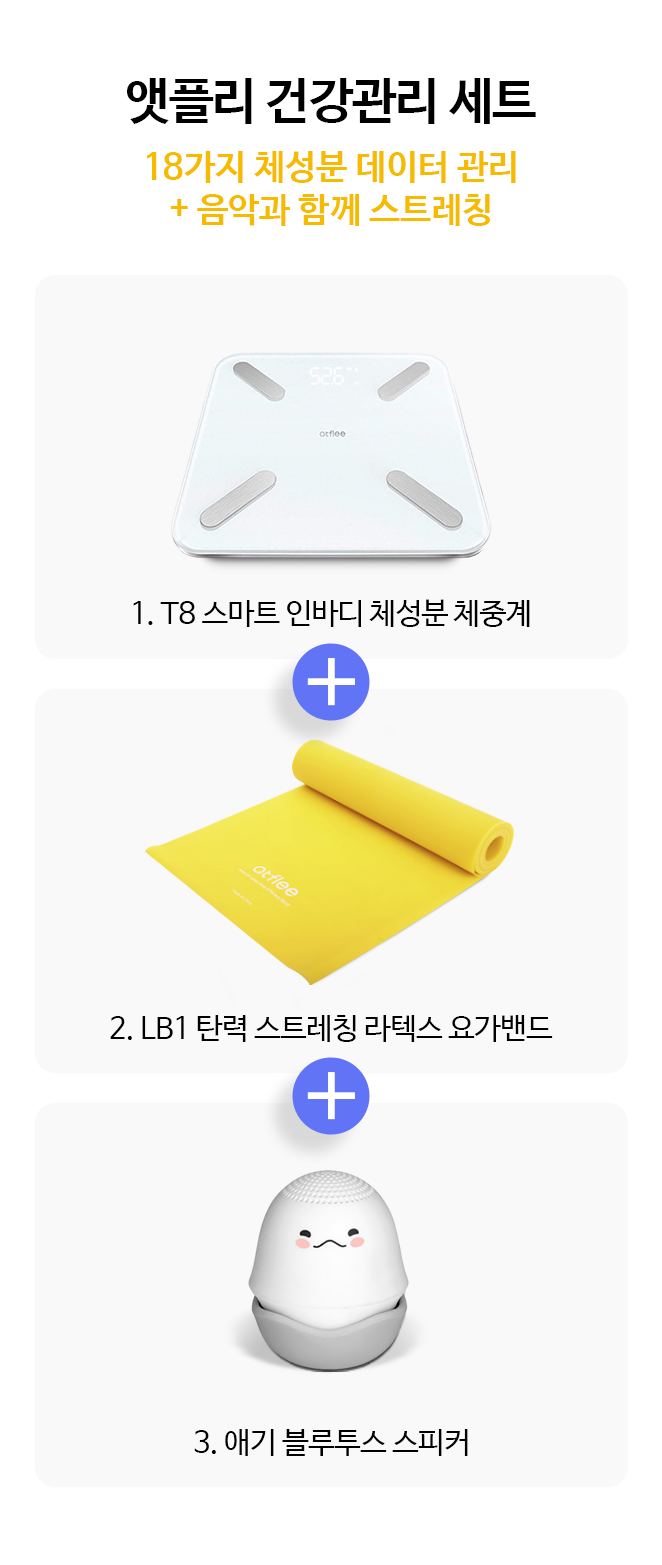 앳플리 건강관리 세트
18가지 체성분 데이터 관리
+ 음악과 함께 스트레칭
52.6
atflee
1. T8 스마트 인바디 체성분 체중계
atflee
2. LB1 탄력 스트레칭 라텍스 요가밴드
3. 애기 블루투스 스피커